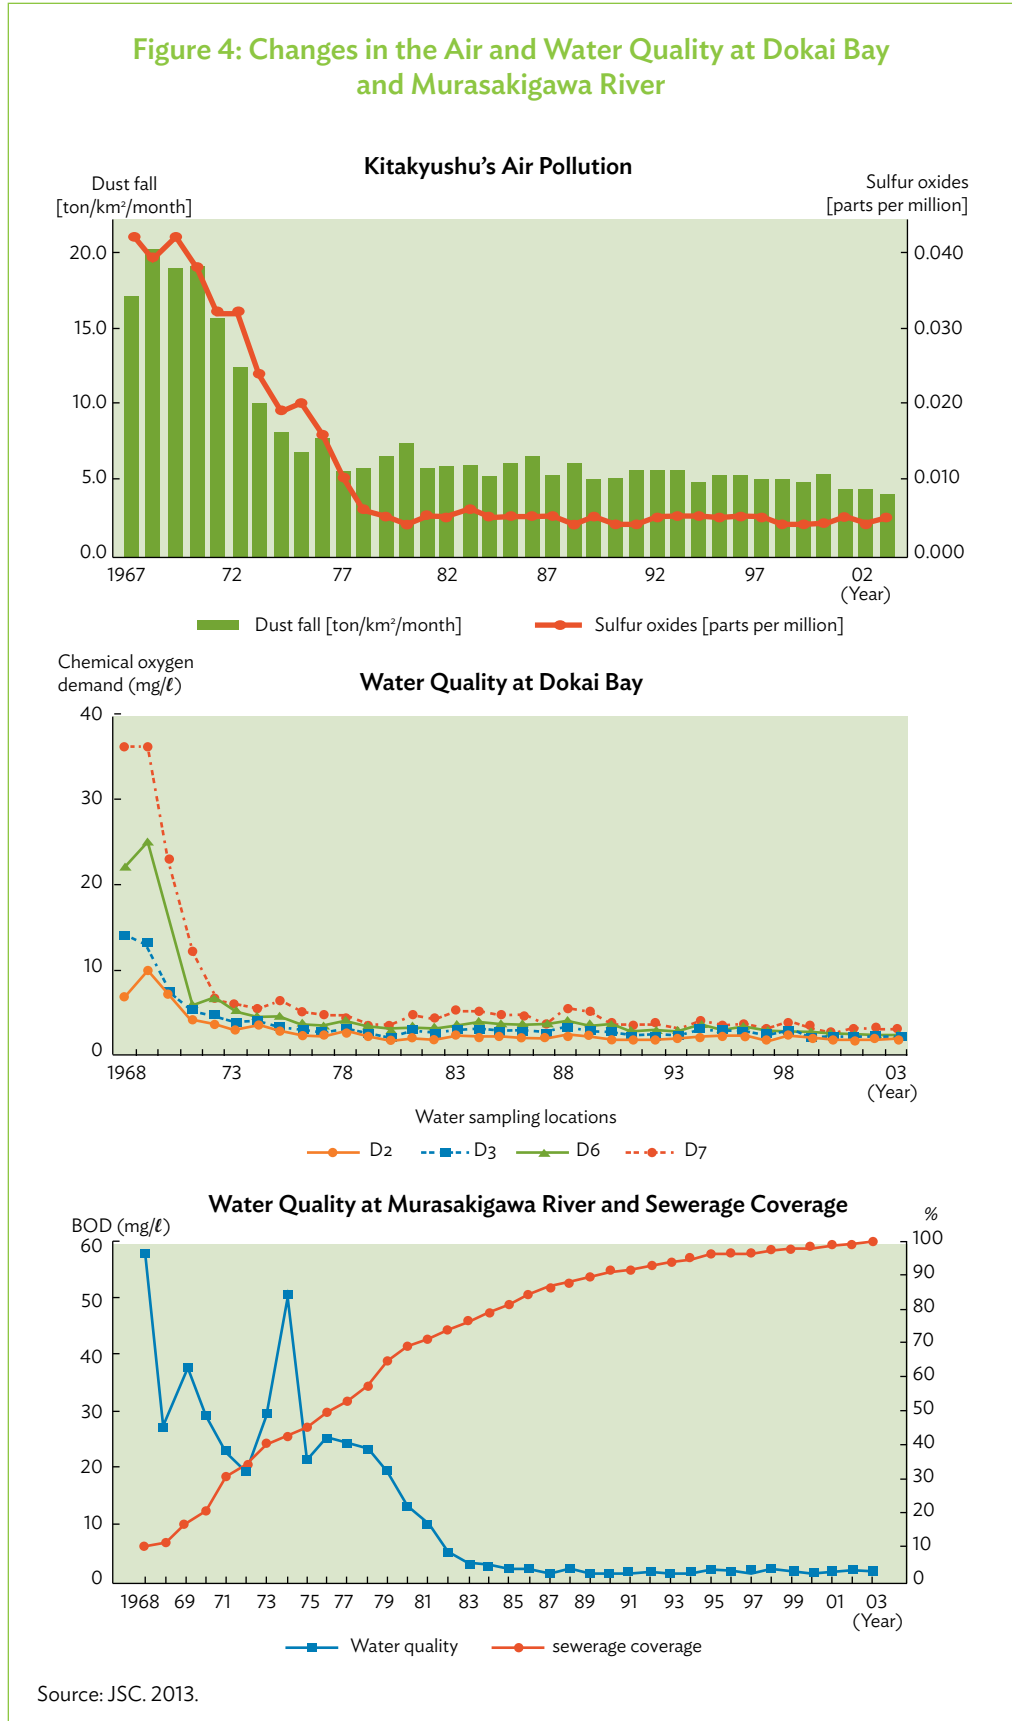 Figure 4: Changes in the Air and Water Quality at Dokai Bay
and Murasakigawa River
Kitakyushu's Air Pollution
Dust fall
[ton/km²/month]
Sulfur oxides
[parts per million]
20.0
15.0
10.0
5.0
0.0
0.040
0.030
0.020
0.010
0.000
1967 72 77 82 87 92 97 02
(Year)
Dust fall [ton/km²/month] Sulfur oxides [parts per million]
Chemical oxygen
demand (mg/ℓ)
Water Quality at Dokai Bay
40
30
20
10
0
1968 73 78 83 88 93 98 03
(Year)
Water sampling locations
D2 D3 D6 D7
Water Quality at Murasakigawa River and Sewerage Coverage
BOD (mg/ℓ)
%
60
50
40
30
20
10
0
100
90
80
70
60
50
40
30
20
10
0
1968 69 71 73 75 77 79 81 83 85 87 89 91 93 95 97 99 01 03
(Year)
Water quality sewerage coverage
Source: JSC. 2013.